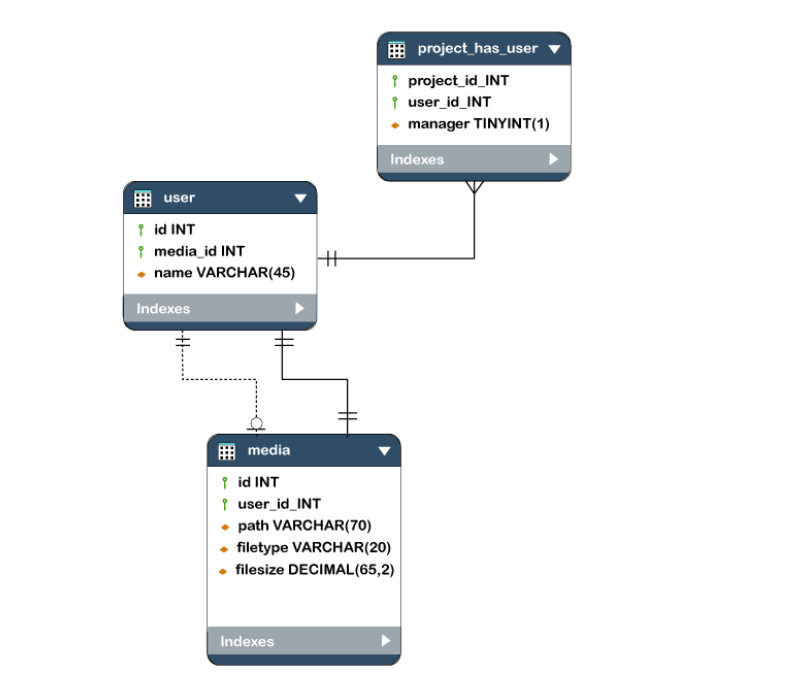 project_has_user
project_id_INT
user_id_INT
manager TINYINT(1)
Indexes
user
id INT
media_id INT
name VARCHAR(45)
Indexes
media
id INT
user_id_INT
path VARCHAR(70)
filetype VARCHAR(20)
filesize DECIMAL(65,2)
Indexes